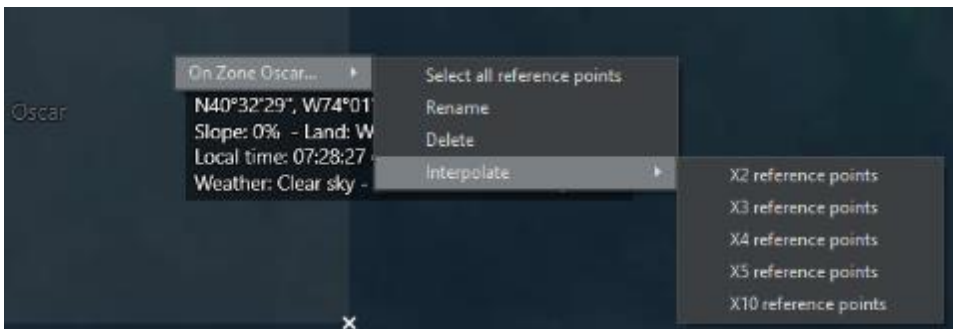 Oscar
On Zone Oscar...
N40°32'29", W74°01'
Slope: 0% - Land: W
Local time: 07:28:27
Weather: Clear sky -
Select all reference points
Rename
Delete
Interpolate
X2 reference points
X3 reference points
X4 reference points
X5 reference points
X10 reference points